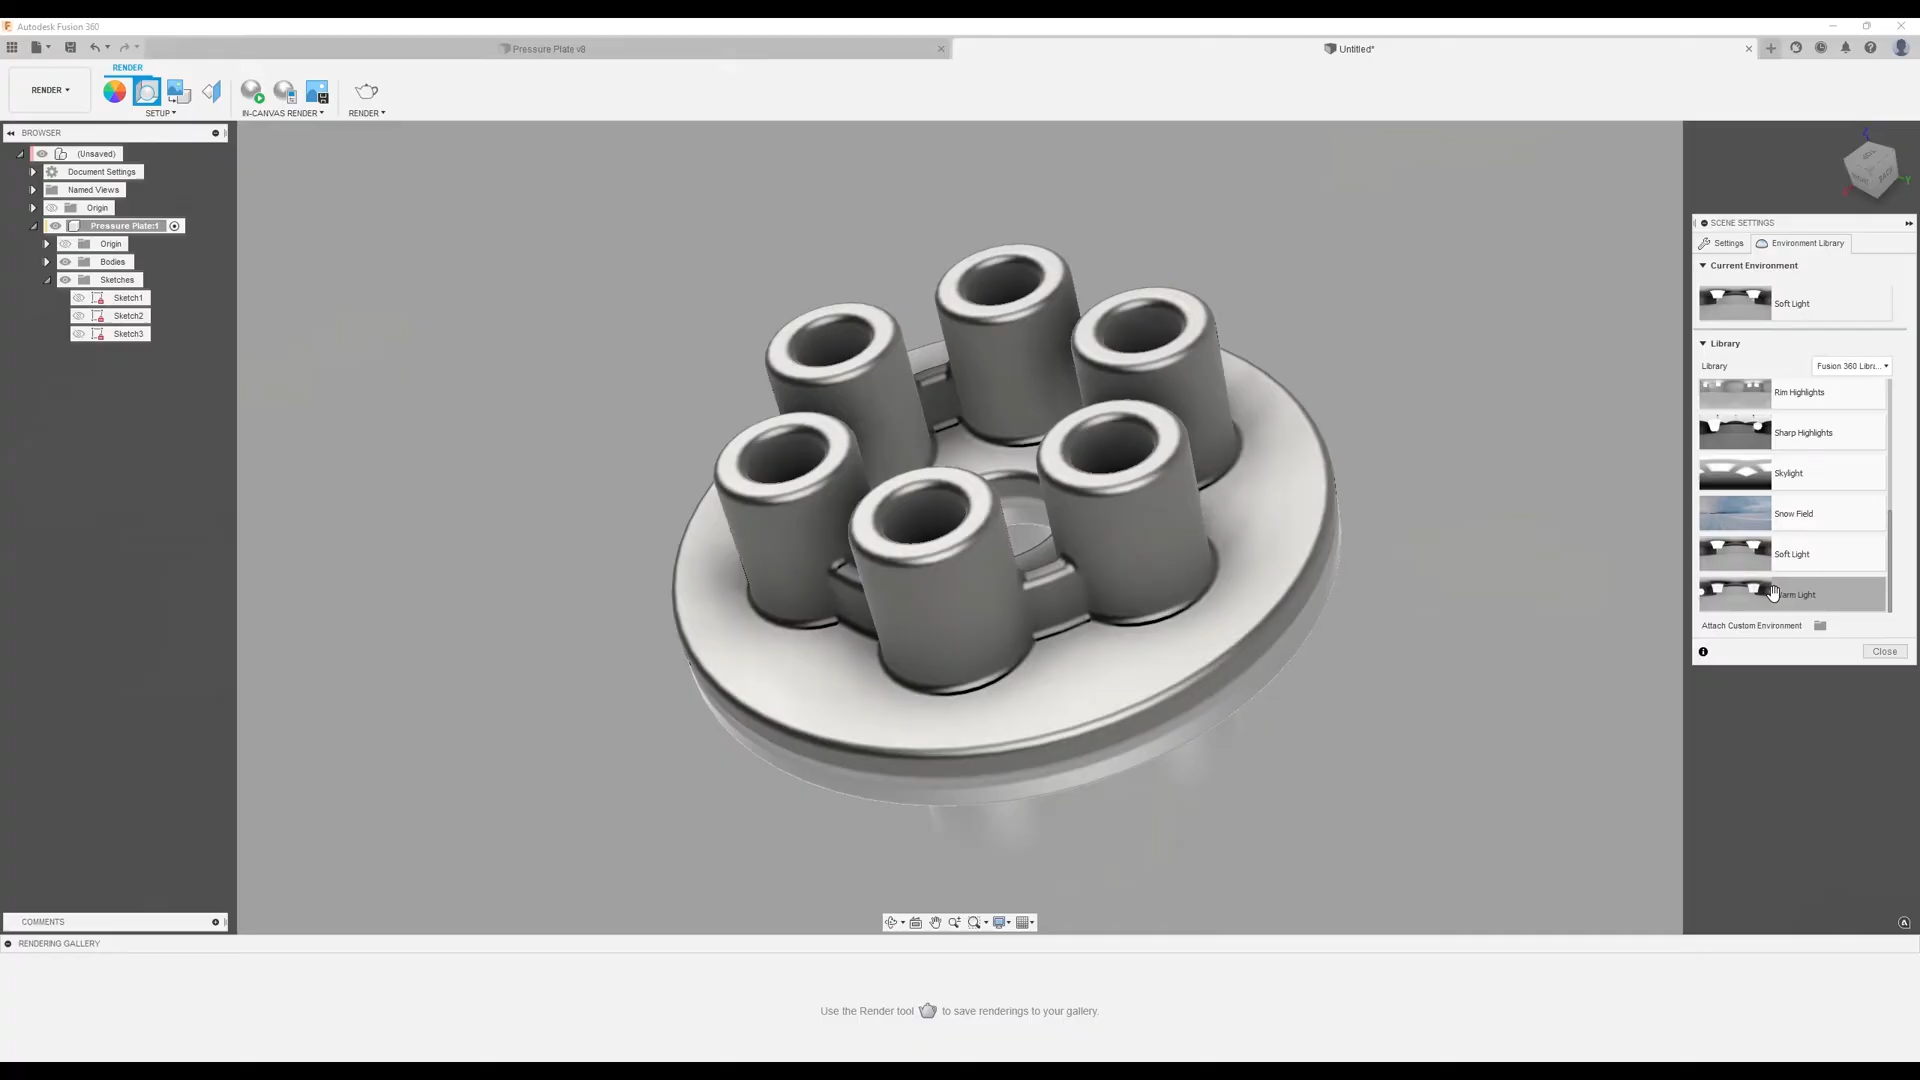 Autodesk Fusion 360
Pressure Plate v8
Untitled*
RENDER
RENDER
SETUP
IN-CANVAS RENDER
RENDER
BROWSER
(Unsaved)
Document Settings
Named Views
Origin
Pressure Plate:1
Origin
Bodies
Sketches
Sketch1
Sketch2
Sketch3
Z
Y
SCENE SETTINGS
Settings
Environment Library
Current Environment
Soft Light
Library
Library
Fusion 360 Libr...
Rim Highlights
Sharp Highlights
Skylight
Snow Field
Soft Light
arm Light
Attach Custom Environment
Close
COMMENTS
RENDERING GALLERY
Use the Render tool to save renderings to your gallery.